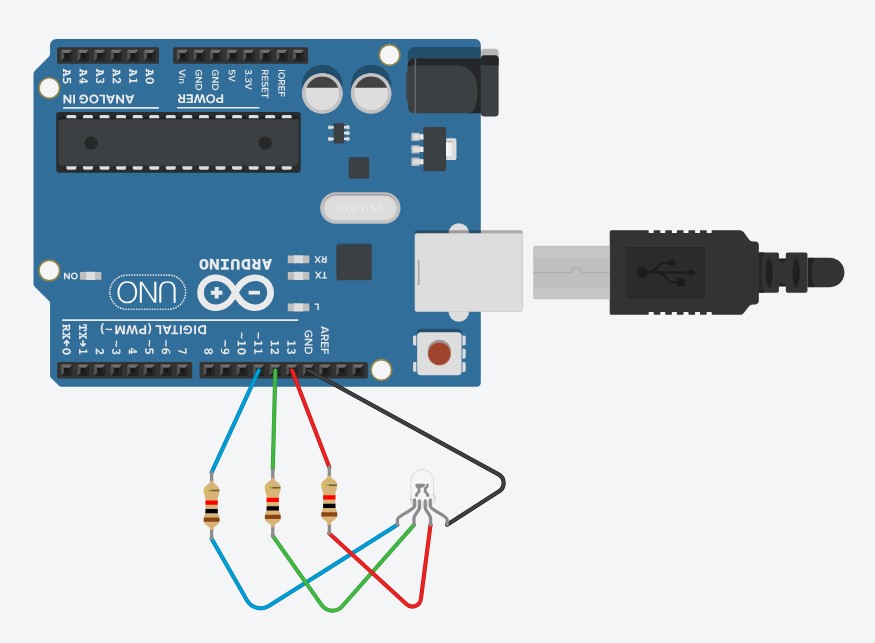 A5 A4 A3 A2 A1 A0 Vin GND GND 5V 3.3V RESET IOREF
ANALOG IN POWER
RX
TX
ARDUINO
ON
UNO
L
DIGITAL (PWM~)
RX←0 TX→1 2 ~3 4 ~5 ~6 7 8 ~9 ~10 ~11 12 13 GND AREF